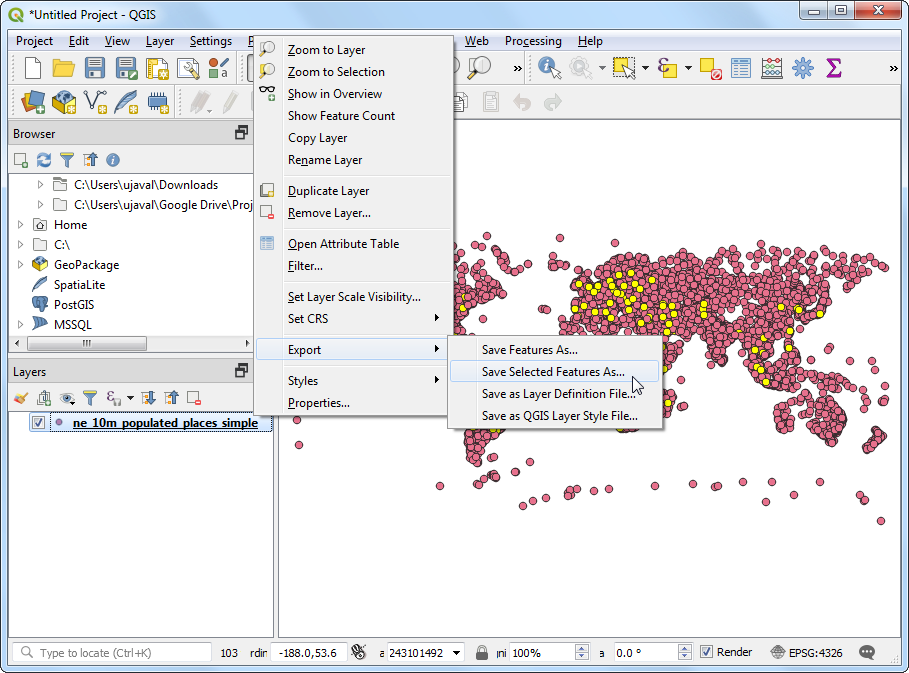 *Untitled Project - QGIS
Project Edit View Layer Settings P Web Processing Help
Zoom to Layer
Zoom to Selection
Show in Overview
Show Feature Count
Copy Layer
Rename Layer
Duplicate Layer
Remove Layer...
Open Attribute Table
Filter...
Set Layer Scale Visibility...
Set CRS
Export
Styles
Properties...
Save Features As...
Save Selected Features As...
Save as Layer Definition File...
Save as QGIS Layer Style File...
Browser
C:\Users\ujaval\Downloads
C:\Users\ujaval\Google Drive\Proj
Home
C:\
GeoPackage
SpatiaLite
PostGIS
MSSQL
Layers
ne_10m_populated_places_simple
Type to locate (Ctrl+K) 103 rdin -188.0,53.6 a 243101492 ıni 100% a 0.0 ° Render EPSG:4326